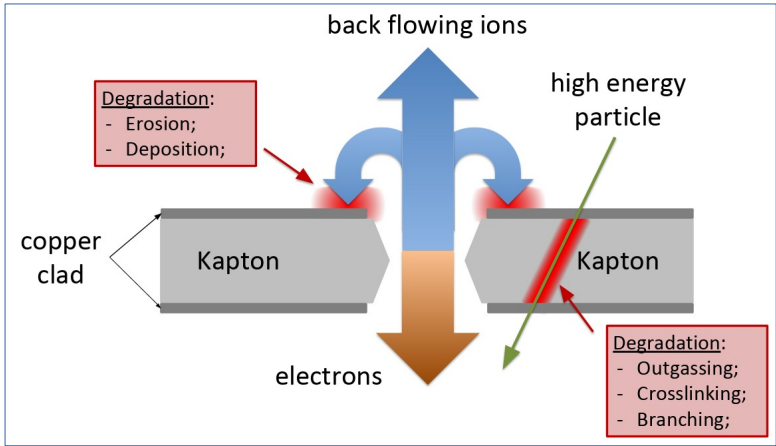 back flowing ions
Degradation:
- Erosion;
- Deposition;
high energy
particle
copper
clad
Kapton
Kapton
electrons
Degradation:
- Outgassing;
- Crosslinking;
- Branching;